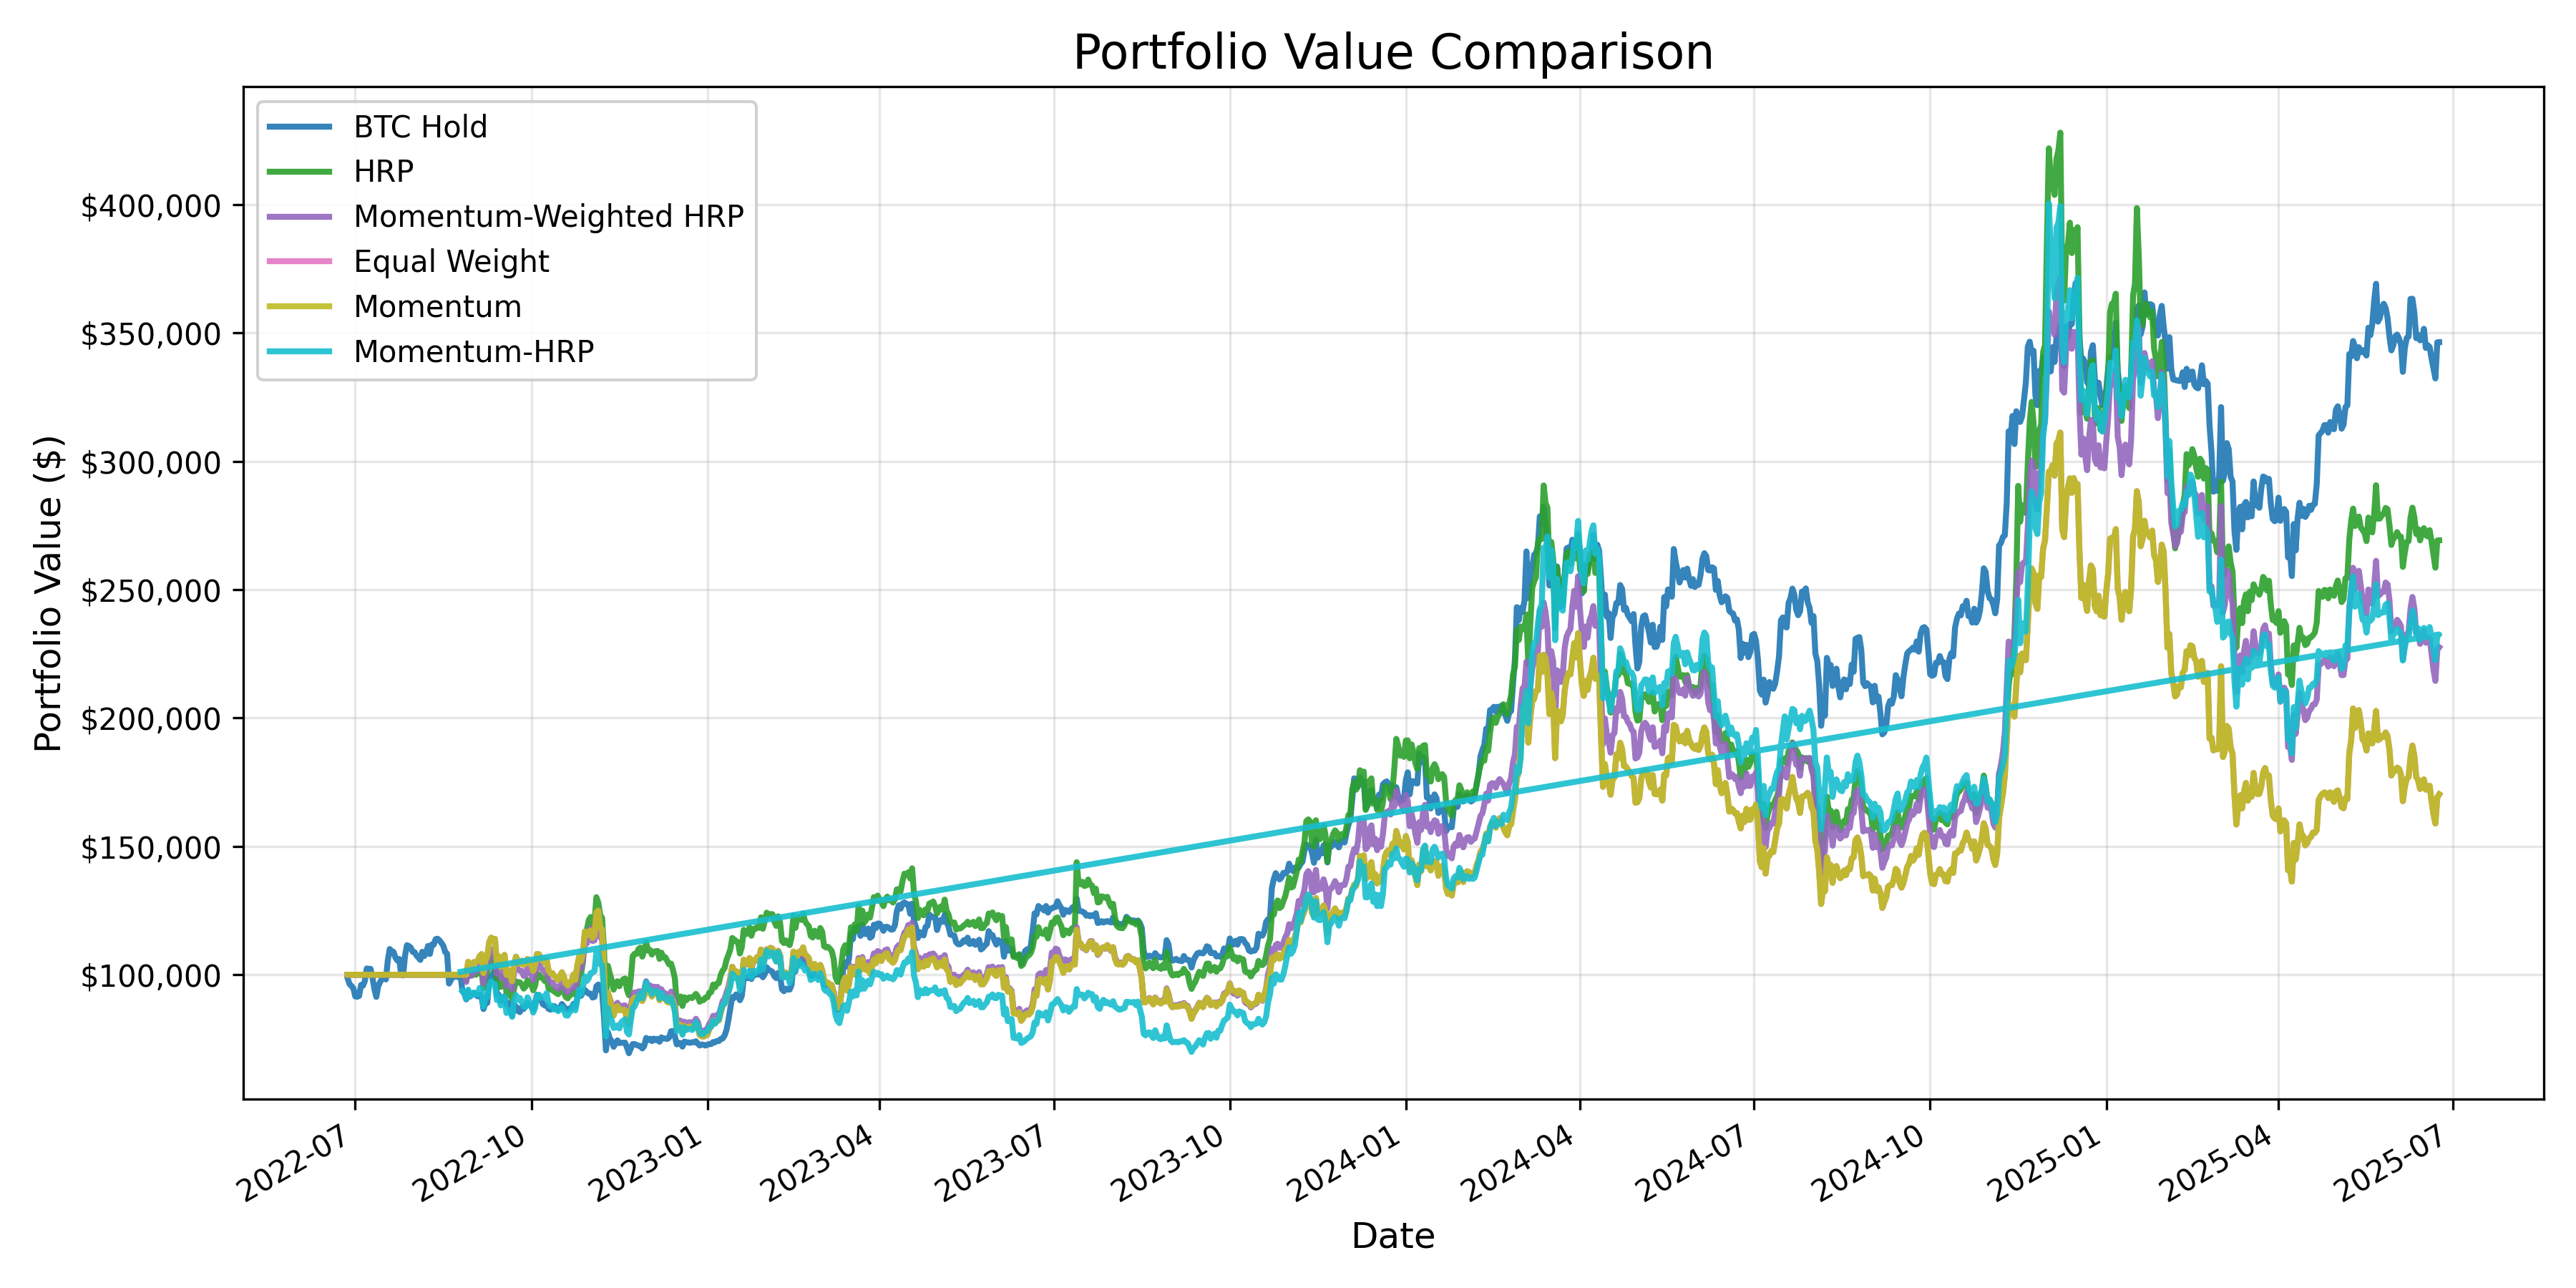 Portfolio Value Comparison
BTC Hold
HRP
Momentum-Weighted HRP
Equal Weight
Momentum
Momentum-HRP
Portfolio Value ($)
$400,000
$350,000
$300,000
$250,000
$200,000
$150,000
$100,000
2022-07
2022-10
2023-01
2023-04
2023-07
2023-10
2024-01
2024-04
2024-07
2024-10
2025-01
2025-04
2025-07
Date